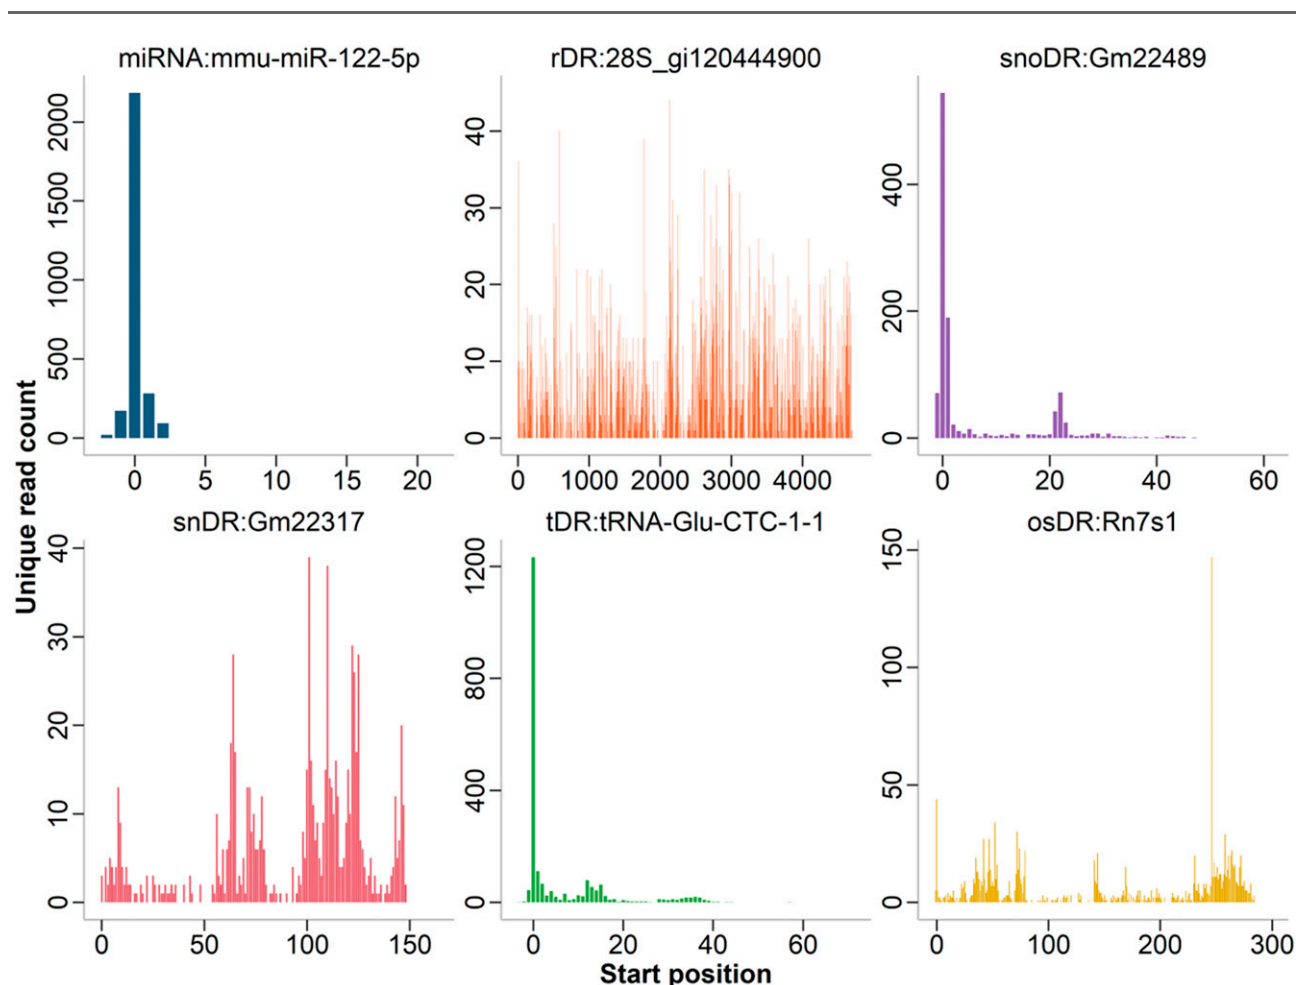 miRNA:mmu-miR-122-5p
rDR:28S_gi120444900
snoDR:Gm22489
2000
1500
1000
500
0
0 5 10 15 20
40
30
20
10
0
0 1000 2000 3000 4000
400
200
0
0 20 40 60
Unique read count
snDR:Gm22317
tDR:tRNA-Glu-CTC-1-1
osDR:Rn7s1
40
30
20
10
0
0 50 100 150
1200
800
400
0
0 20 40 60
150
100
50
0
0 100 200 300
Start position